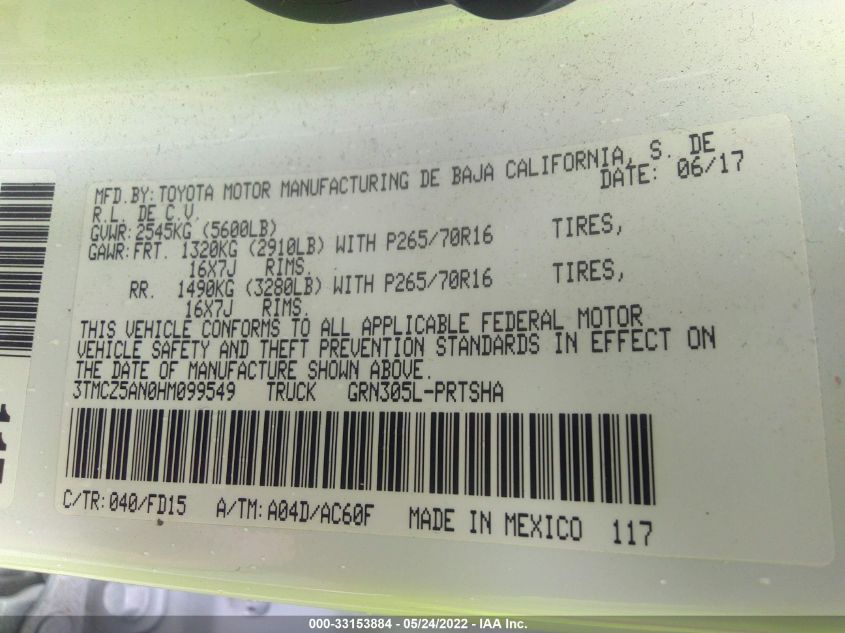 MFD.BY:TOYOTA MOTOR MANUFACTURING DE BAJA CALIFORNIA, S. DE
R.L. DE C.V. DATE: 06/17
GVWR:2545KG (5600LB)
GAWR:FRT. 1320KG (2910LB) WITH P265/70R16 TIRES,
16X7J RIMS.
RR. 1490KG (3280LB) WITH P265/70R16 TIRES,
16X7J RIMS.
THIS VEHICLE CONFORMS TO ALL APPLICABLE FEDERAL MOTOR
VEHICLE SAFETY AND THEFT PREVENTION STANDARDS IN EFFECT ON
THE DATE OF MANUFACTURE SHOWN ABOVE.
3TMCZ5AN0HM099549 TRUCK GRN305L-PRTSHA
C/TR:040/FD15 A/TM:A04D/AC60F MADE IN MEXICO 117
000-33153884 - 05/24/2022 - IAA Inc.